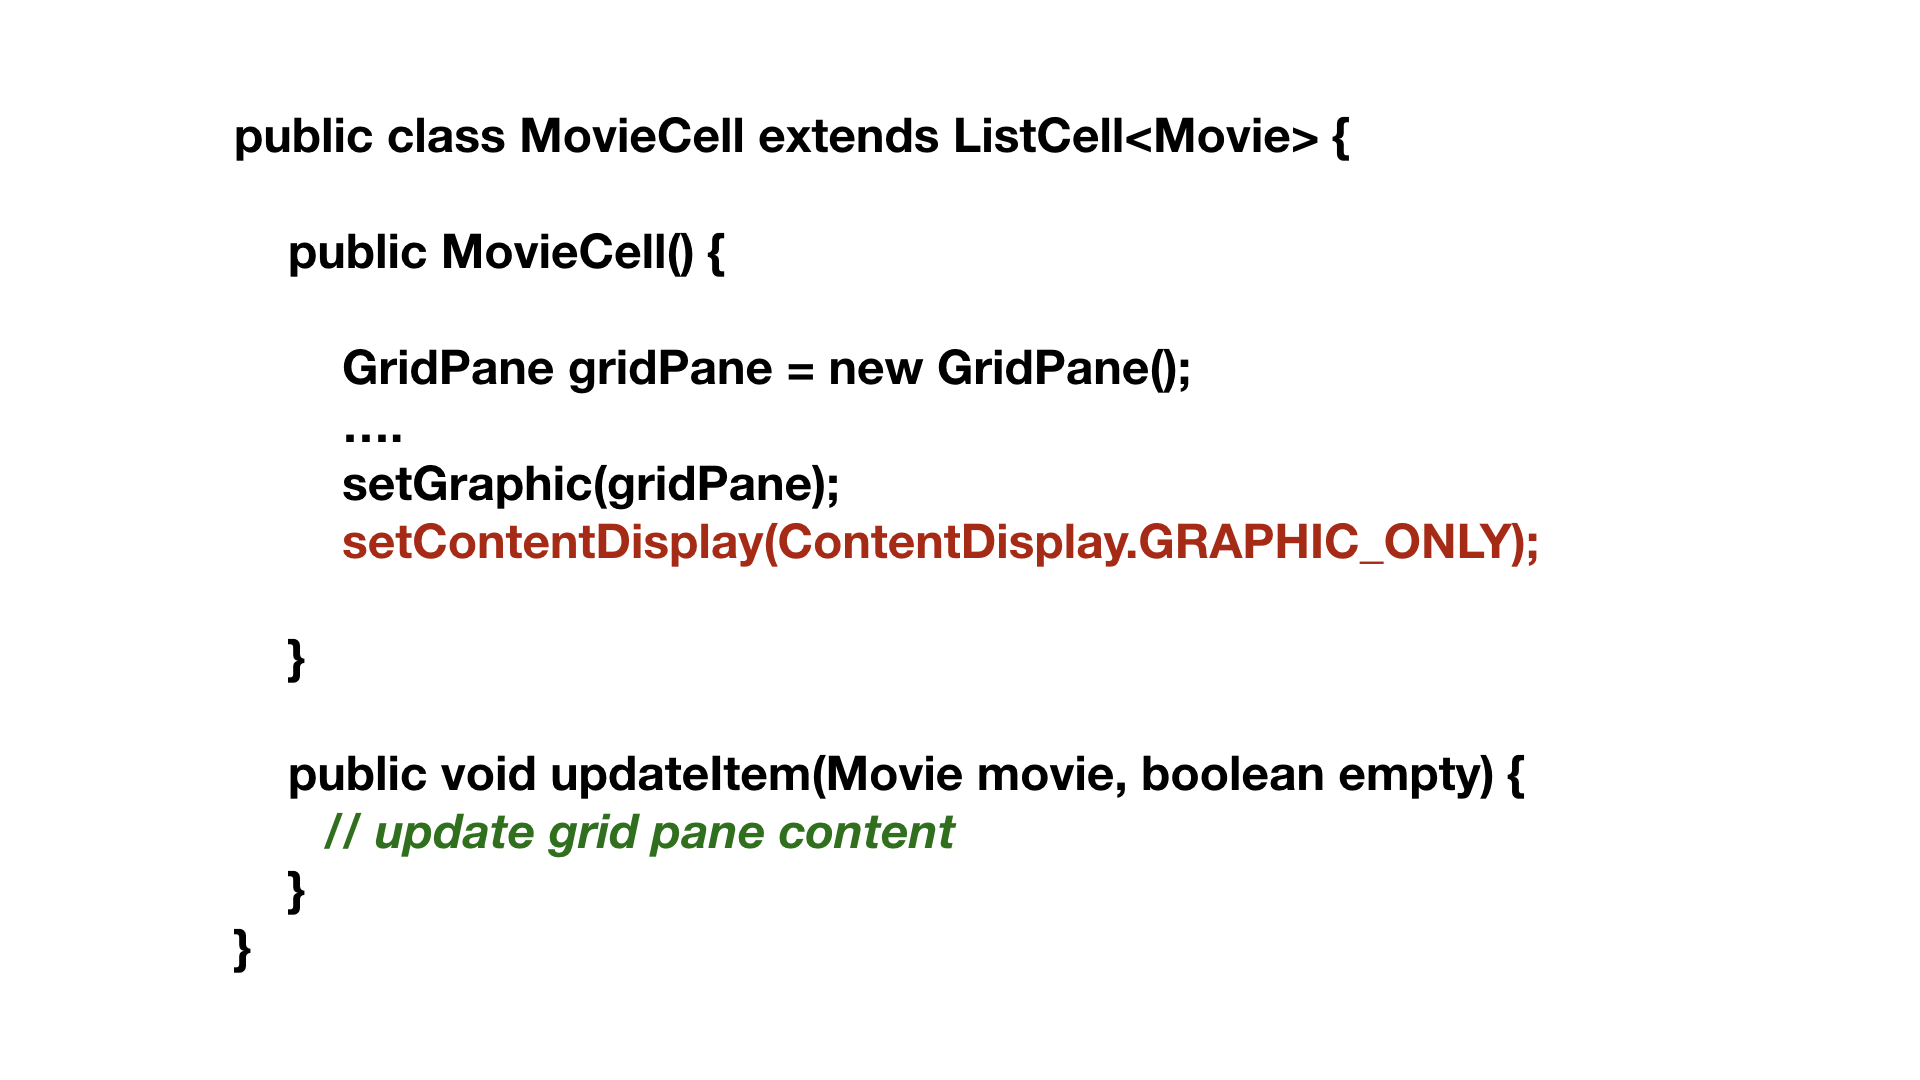 public class MovieCell extends ListCell<Movie> {
public MovieCell() {
GridPane gridPane = new GridPane();
....
setGraphic(gridPane);
setContentDisplay(ContentDisplay.GRAPHIC_ONLY);
}
public void updateItem(Movie movie, boolean empty) {
// update grid pane content
}
}